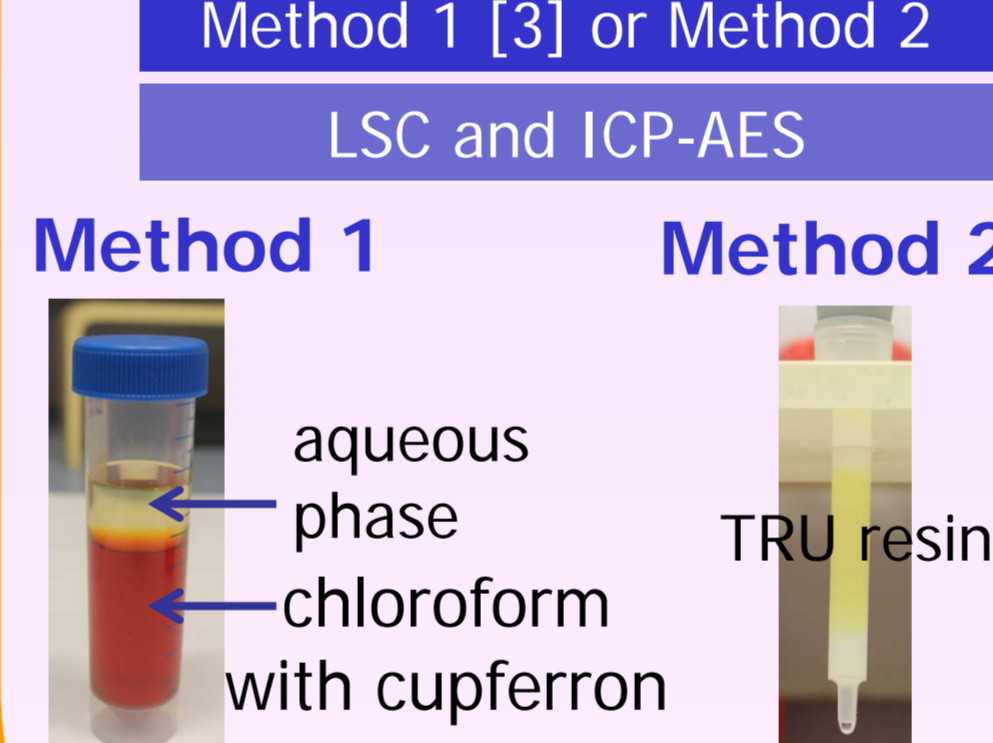 Method 1 [3] or Method 2
LSC and ICP-AES
Method 1
Method 2
aqueous
phase
TRU resin
chloroform
with cupferron